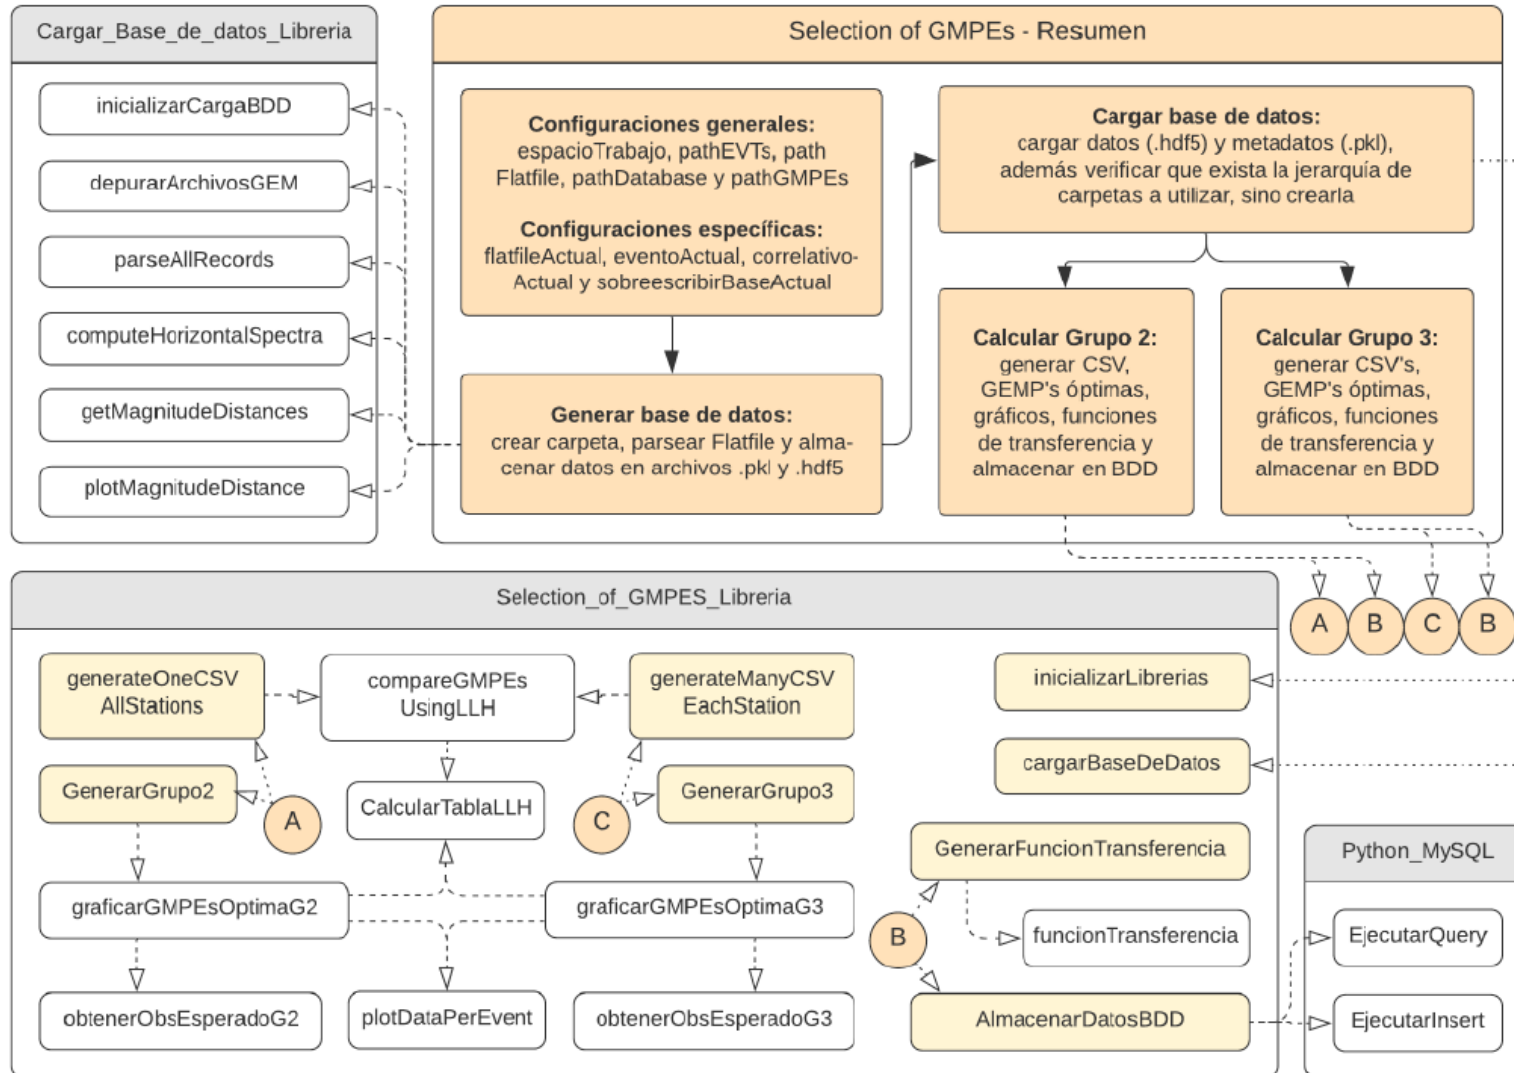 Cargar_Base_de_datos_Libreria
inicializarCargaBDD
depurarArchivosGEM
parseAllRecords
computeHorizontalSpectra
getMagnitudeDistances
plotMagnitudeDistance
Selection of GMPEs - Resumen
Configuraciones generales:
espacioTrabajo, pathEVTs, path
Flatfile, pathDatabase y pathGMPEs
Configuraciones específicas:
flatfileActual, eventoActual, correlativo-
Actual y sobreescribirBaseActual
Generar base de datos:
crear carpeta, parsear Flatfile y alma-
cenar datos en archivos .pkl y .hdf5
Cargar base de datos:
cargar datos (.hdf5) y metadatos (.pkl),
además verificar que exista la jerarquía de
carpetas a utilizar, sino crearla
Calcular Grupo 2:
generar CSV,
GEMP's óptimas,
gráficos, funciones
de transferencia y
almacenar en BDD
Calcular Grupo 3:
generar CSV's,
GEMP's óptimas,
gráficos, funciones
de transferencia y
almacenar en BDD
A
B
C
B
Selection_of_GMPES_Libreria
generateOneCSV
AllStations
compareGMPEs
UsingLLH
generateManyCSV
EachStation
inicializarLibrerias
GenerarGrupo2
A
CalcularTablaLLH
C
GenerarGrupo3
cargarBaseDeDatos
graficarGMPEsOptimaG2
graficarGMPEsOptimaG3
GenerarFuncionTransferencia
B
funcionTransferencia
obtenerObsEsperadoG2
plotDataPerEvent
obtenerObsEsperadoG3
AlmacenarDatosBDD
Python_MySQL
EjecutarQuery
EjecutarInsert